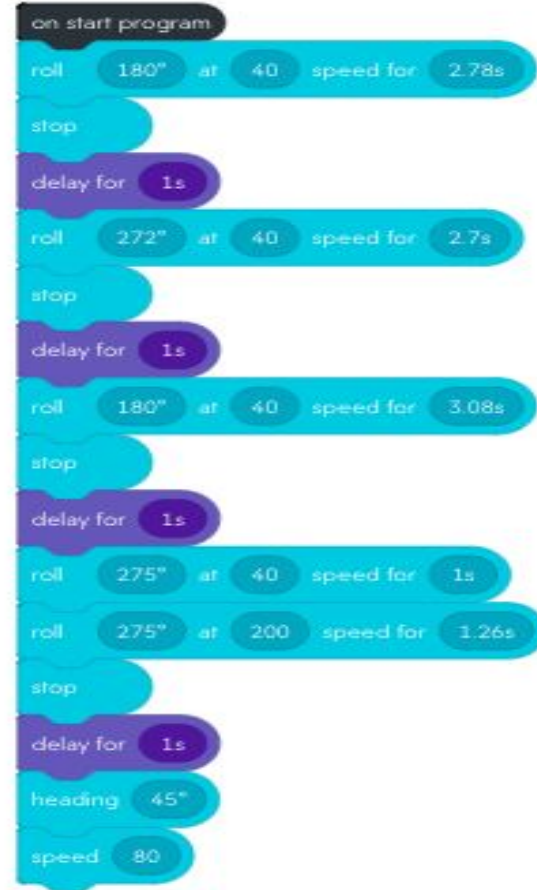 on start program
roll 180° at 40 speed for 2.78s
stop
delay for 1s
roll 272° at 40 speed for 2.7s
stop
delay for 1s
roll 180° at 40 speed for 3.08s
stop
delay for 1s
roll 275° at 40 speed for 1s
roll 275° at 200 speed for 1.26s
stop
delay for 1s
heading 45°
speed 80